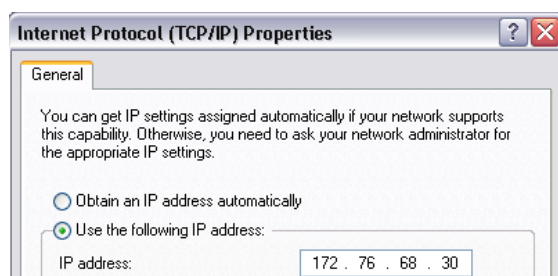 Internet Protocol (TCP/IP) Properties
General
You can get IP settings assigned automatically if your network supports
this capability. Otherwise, you need to ask your network administrator for
the appropriate IP settings.
Obtain an IP address automatically
Use the following IP address:
IP address: 172 . 76 . 68 . 30